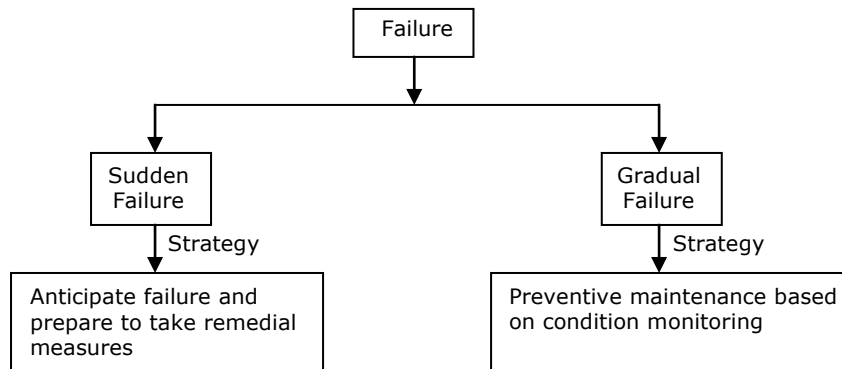 Failure
Sudden
Failure
Gradual
Failure
Strategy
Strategy
Anticipate failure and
prepare to take remedial
measures
Preventive maintenance based
on condition monitoring